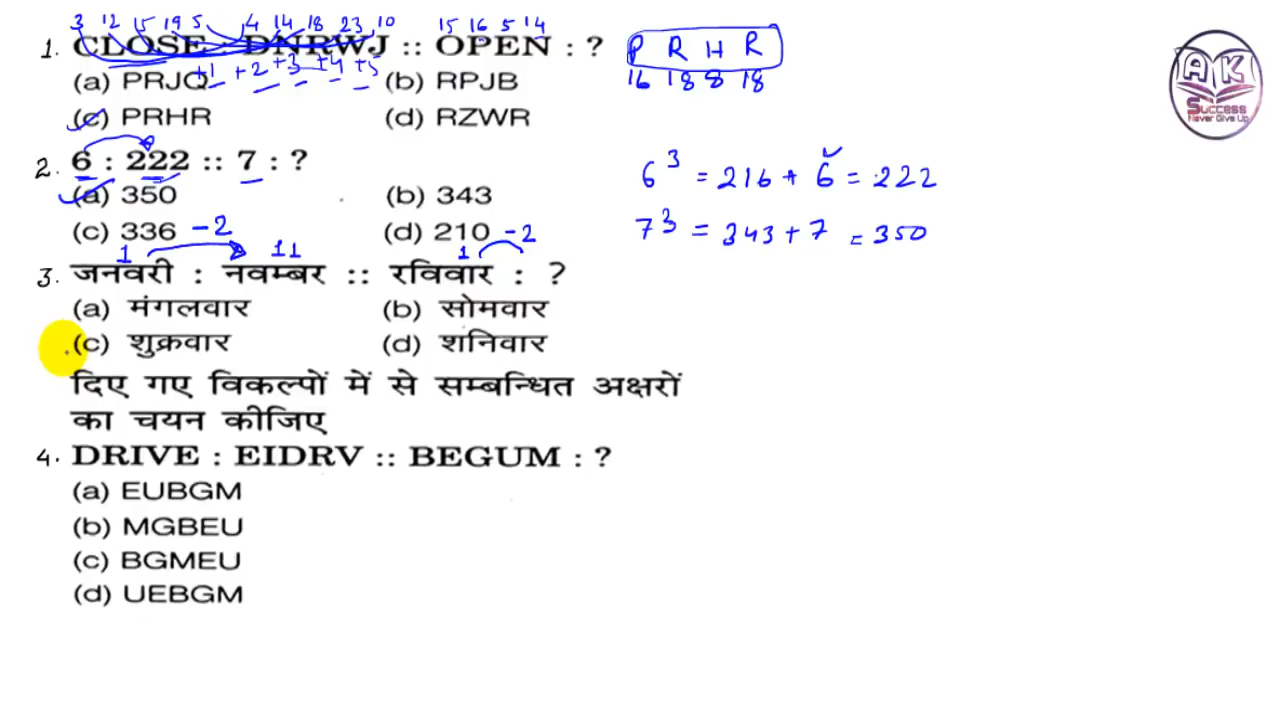 3 12 15 19 5 4 14 18 23 10 15 16 5 14
1. CLOSE : DNRWJ :: OPEN : ? P R H R
+1 +2 +3 +4 +5 16 18 8 18
(a) PRJQ (b) RPJB
(c) PRHR (d) RZWR
2. 6 : 222 :: 7 : ? 6³ = 216 + 6 = 222
(a) 350 (b) 343
(c) 336 (d) 210 7³ = 343 + 7 = 350
-2 -2
1 11 1
3. जनवरी : नवम्बर :: रविवार : ?
(a) मंगलवार (b) सोमवार
(c) शुक्रवार (d) शनिवार
दिए गए विकल्पों में से सम्बन्धित अक्षरों
का चयन कीजिए
4. DRIVE : EIDRV :: BEGUM : ?
(a) EUBGM
(b) MGBEU
(c) BGMEU
(d) UEBGM
AK
Success
Never Give Up